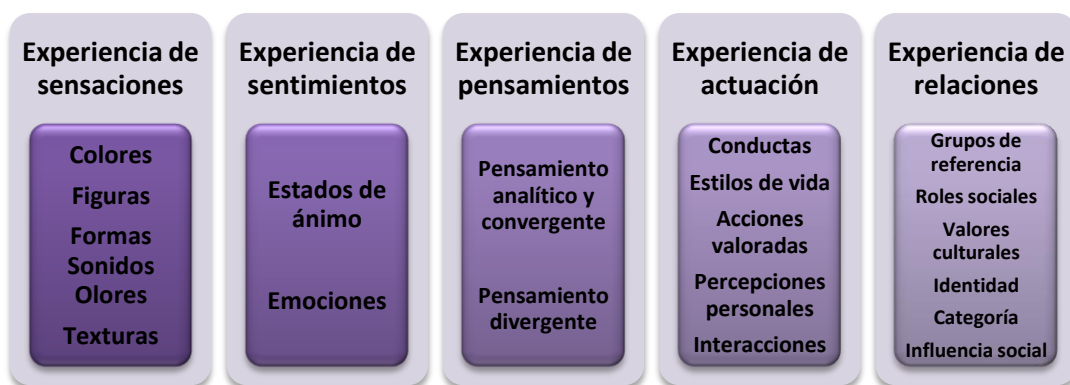 Experiencia de
sensaciones
Colores
Figuras
Formas
Sonidos
Olores
Texturas
Experiencia de
sentimientos
Estados de
ánimo
Emociones
Experiencia de
pensamientos
Pensamiento
analítico y
convergente
Pensamiento
divergente
Experiencia de
actuación
Conductas
Estilos de vida
Acciones
valoradas
Percepciones
personales
Interacciones
Experiencia de
relaciones
Grupos de
referencia
Roles sociales
Valores
culturales
Identidad
Categoría
Influencia social